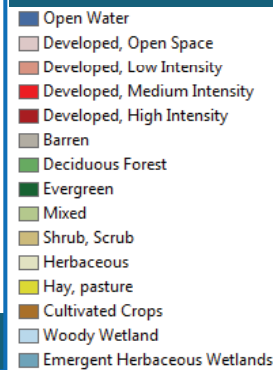 Open Water
Developed, Open Space
Developed, Low Intensity
Developed, Medium Intensity
Developed, High Intensity
Barren
Deciduous Forest
Evergreen
Mixed
Shrub, Scrub
Herbaceous
Hay, pasture
Cultivated Crops
Woody Wetland
Emergent Herbaceous Wetlands